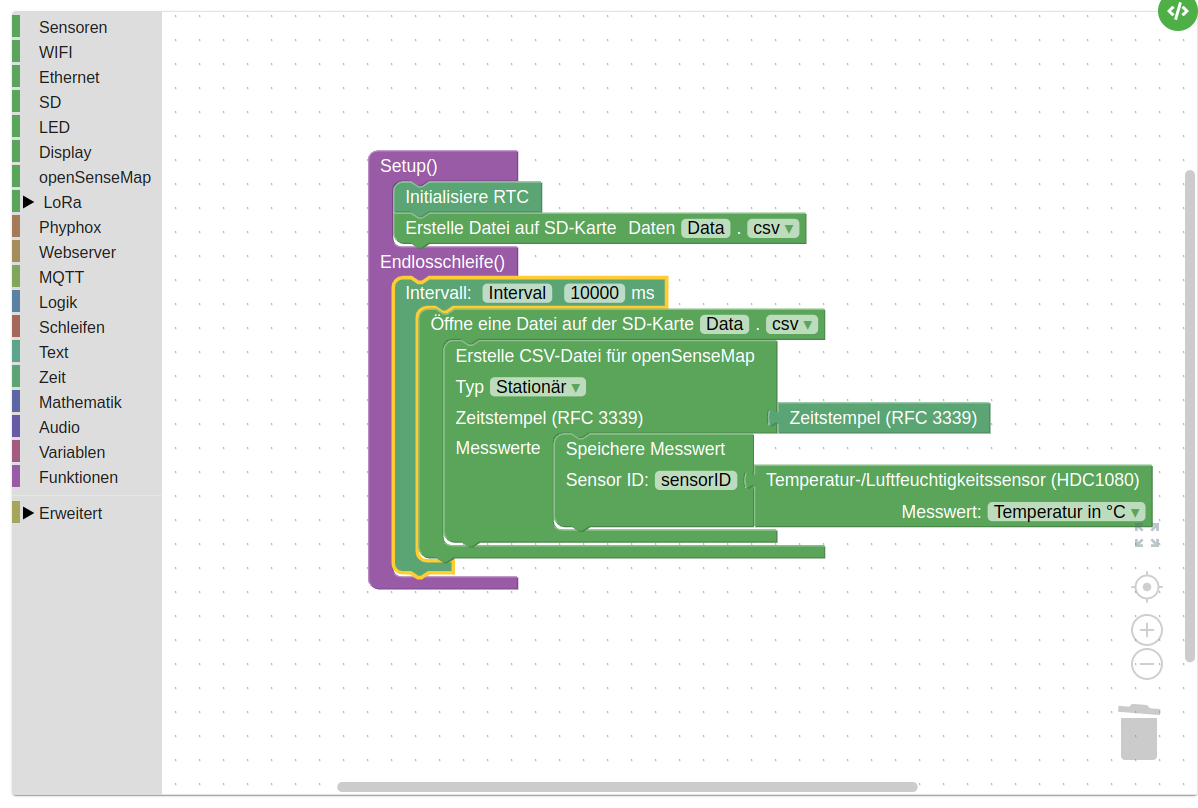 </>
Sensoren
WIFI
Ethernet
SD
LED
Display
openSenseMap
LoRa
Phyphox
Webserver
MQTT
Logik
Schleifen
Text
Zeit
Mathematik
Audio
Variablen
Funktionen
Erweitert
Setup()
Initialisiere RTC
Erstelle Datei auf SD-Karte Daten Data . csv
Endlosschleife()
Intervall: Interval 10000 ms
Öffne eine Datei auf der SD-Karte Data . csv
Erstelle CSV-Datei für openSenseMap
Typ Stationär
Zeitstempel (RFC 3339) Zeitstempel (RFC 3339)
Messwerte Speichere Messwert
Sensor ID: sensorID Temperatur-/Luftfeuchtigkeitssensor (HDC1080)
Messwert: Temperatur in °C